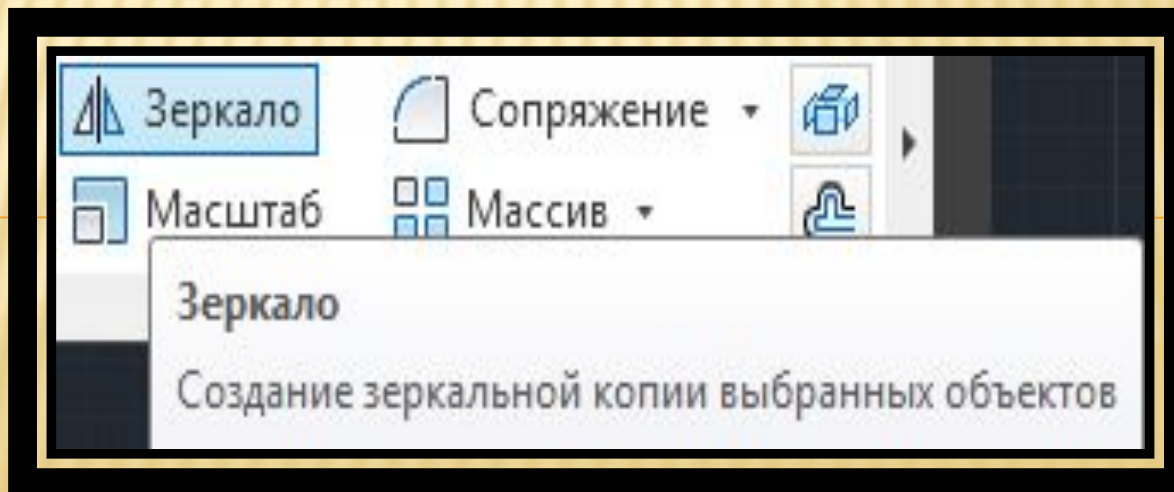 Зеркало Сопряжение
Масштаб Массив
Зеркало
Создание зеркальной копии выбранных объектов